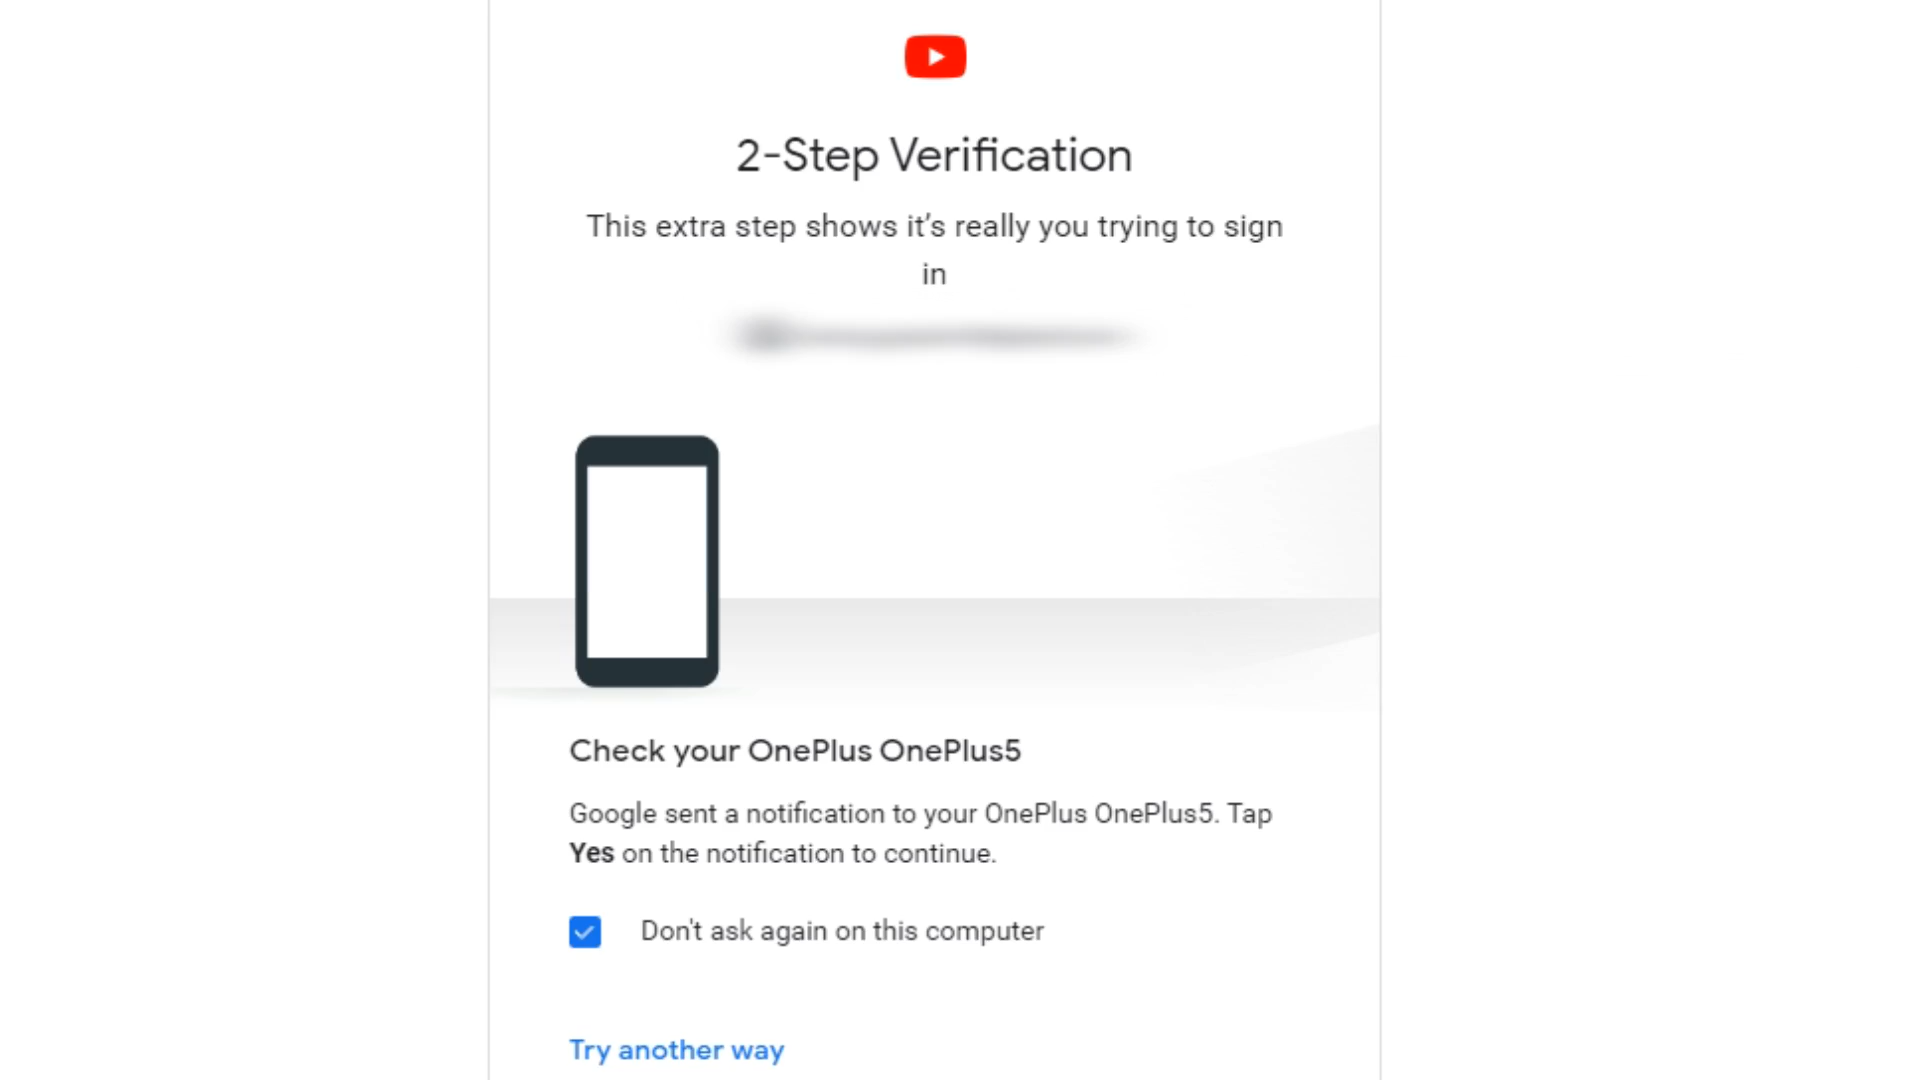 2-Step Verification
This extra step shows it's really you trying to sign
in
Check your OnePlus OnePlus5
Google sent a notification to your OnePlus OnePlus5. Tap
Yes on the notification to continue.
Don't ask again on this computer
Try another way